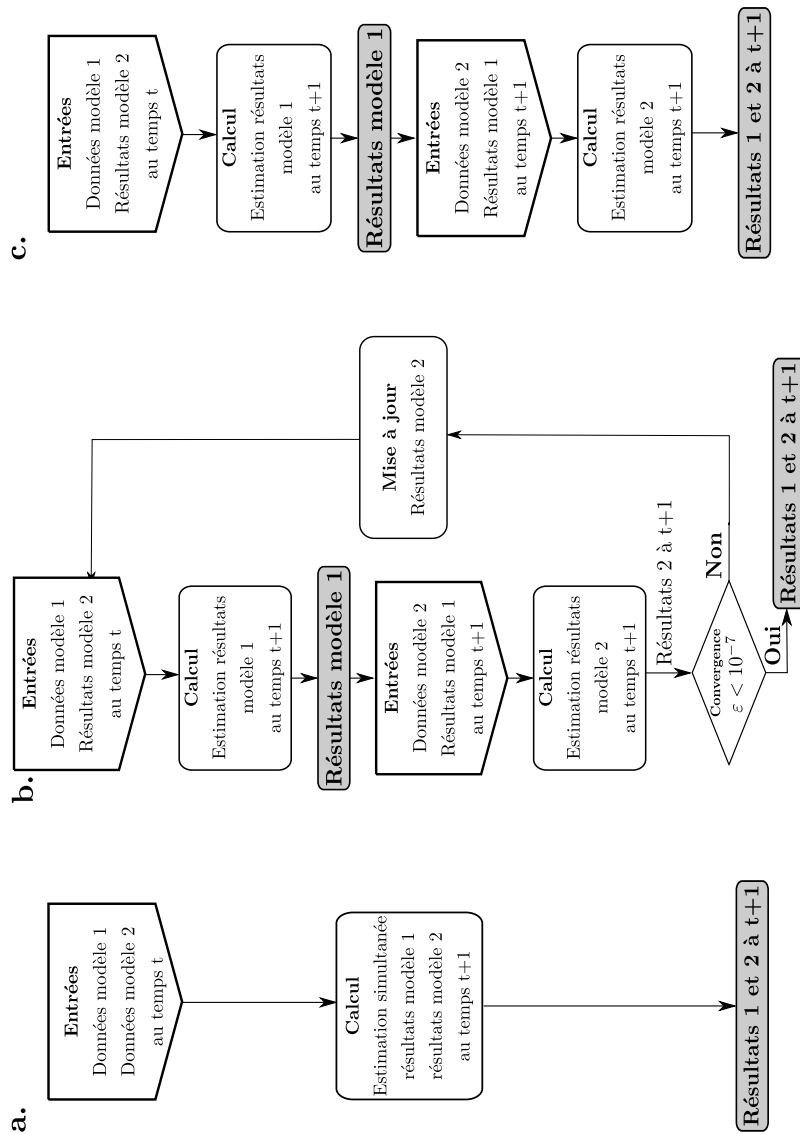 a.
Entrées
Données modèle 1
Données modèle 2
au temps t
Calcul
Estimation simultanée
résultats modèle 1
résultats modèle 2
au temps t+1
Résultats 1 et 2 à t+1
b.
Entrées
Données modèle 1
Résultats modèle 2
au temps t
Calcul
Estimation résultats
modèle 1
au temps t+1
Résultats modèle 1
Entrées
Données modèle 2
Résultats modèle 1
au temps t+1
Calcul
Estimation résultats
modèle 2
au temps t+1
Résultats 2 à t+1
Convergence
ε < 10⁻⁷
Non
Oui
Mise à jour
Résultats modèle 2
Résultats 1 et 2 à t+1
c.
Entrées
Données modèle 1
Résultats modèle 2
au temps t
Calcul
Estimation résultats
modèle 1
au temps t+1
Résultats modèle 1
Entrées
Données modèle 2
Résultats modèle 1
au temps t+1
Calcul
Estimation résultats
modèle 2
au temps t+1
Résultats 1 et 2 à t+1